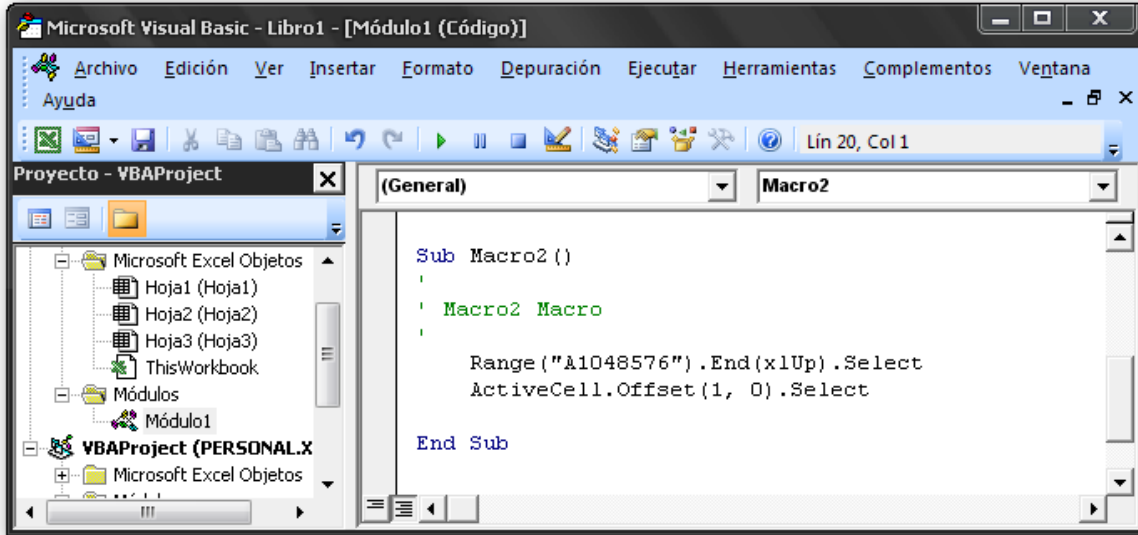 Microsoft Visual Basic - Libro1 - [Módulo1 (Código)]
Archivo Edición Ver Insertar Formato Depuración Ejecutar Herramientas Complementos Ventana
Ayuda
Lín 20, Col 1
Proyecto - VBAProject
Microsoft Excel Objetos
Hoja1 (Hoja1)
Hoja2 (Hoja2)
Hoja3 (Hoja3)
ThisWorkbook
Módulos
Módulo1
VBAProject (PERSONAL.X
Microsoft Excel Objetos
(General) Macro2
Sub Macro2()
'
' Macro2 Macro
'
Range("A1048576").End(xlUp).Select
ActiveCell.Offset(1, 0).Select
End Sub